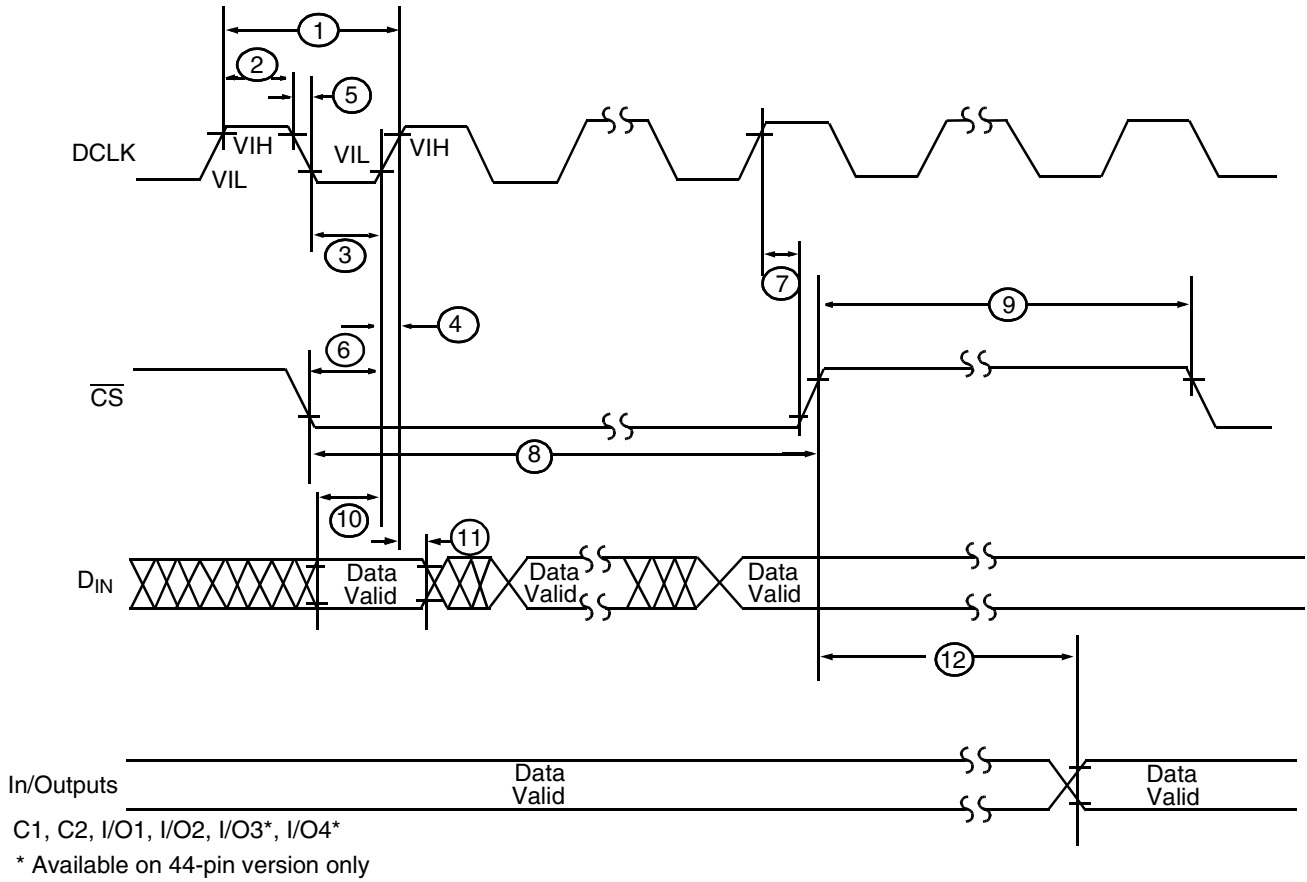 1
2
5
DCLK
VIH
VIL
VIH
VIL
3
7
9
4
6
CS
8
10
11
DIN
Data
Valid
Data
Valid
Data
Valid
12
In/Outputs
Data
Valid
Data
Valid
C1, C2, I/O1, I/O2, I/O3*, I/O4*
* Available on 44-pin version only